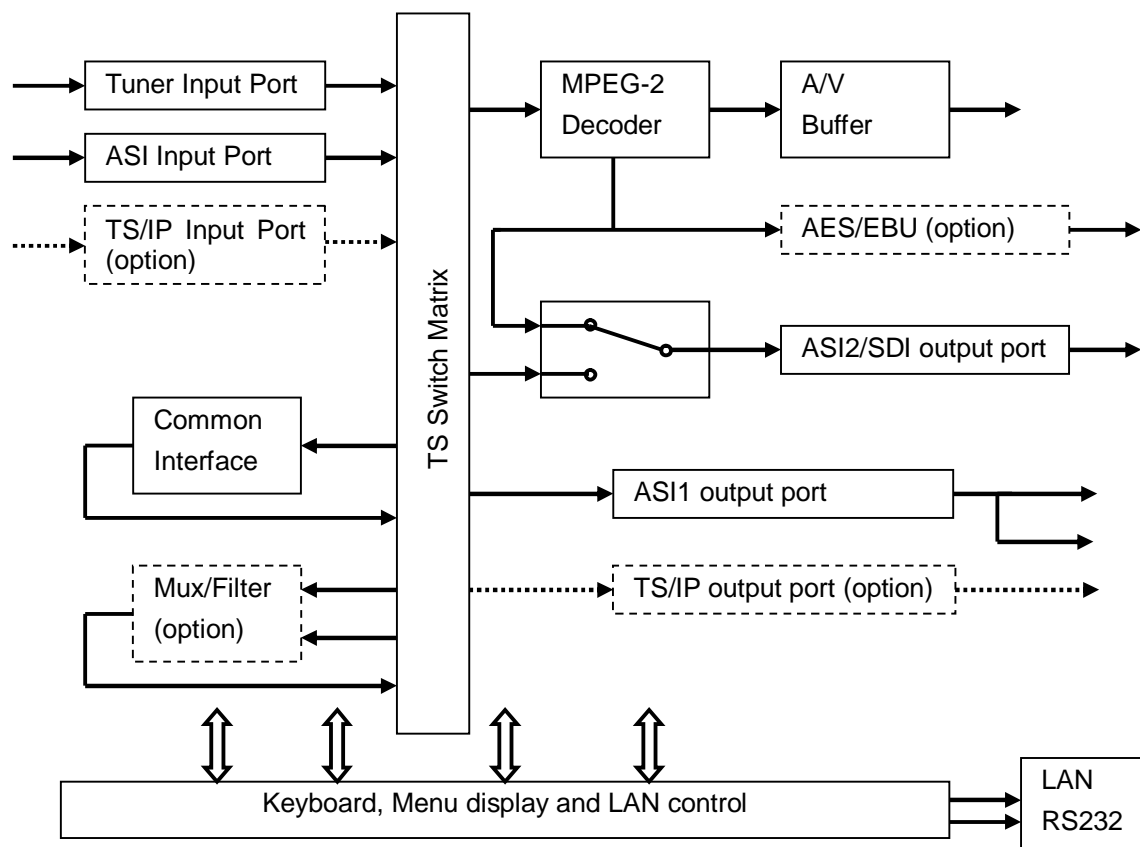 Tuner Input Port
ASI Input Port
TS/IP Input Port
(option)
Common
Interface
Mux/Filter
(option)
TS Switch Matrix
MPEG-2
Decoder
A/V
Buffer
AES/EBU (option)
ASI2/SDI output port
ASI1 output port
TS/IP output port (option)
Keyboard, Menu display and LAN control
LAN
RS232